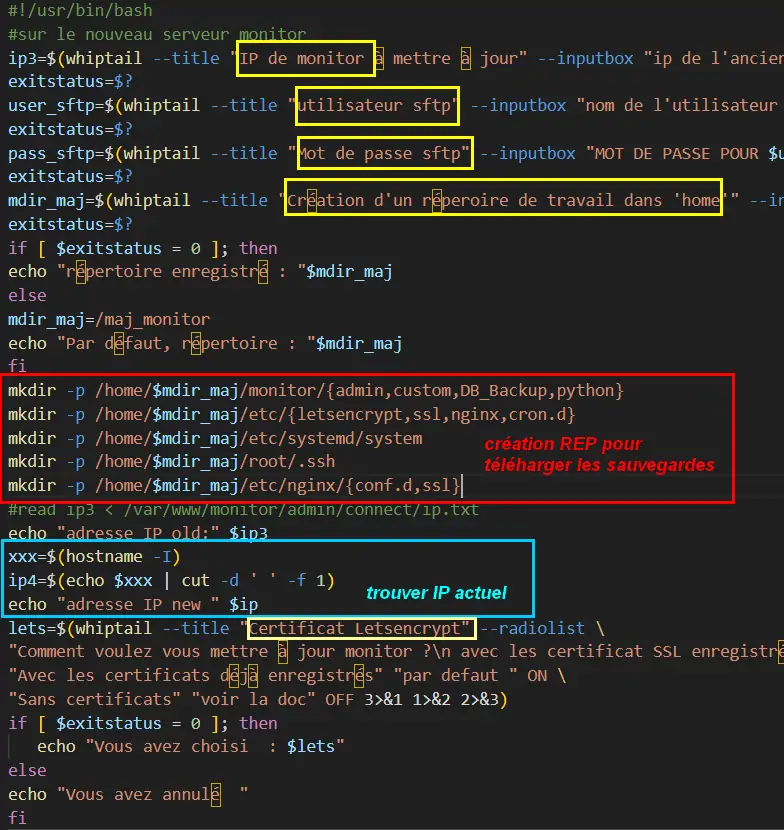 #!/usr/bin/bash
#sur le nouveau serveur monitor
ip3=$(whiptail --title "IP de monitor à mettre à jour" --inputbox "ip de l'ancien
exitstatus=$?
user_sftp=$(whiptail --title "utilisateur sftp" --inputbox "nom de l'utilisateur
exitstatus=$?
pass_sftp=$(whiptail --title "Mot de passe sftp" --inputbox "MOT DE PASSE POUR $u
exitstatus=$?
mdir_maj=$(whiptail --title "Création d'un réperoire de travail dans 'home'" --in
exitstatus=$?
if [ $exitstatus = 0 ]; then
echo "répertoire enregistré : "$mdir_maj
else
mdir_maj=/maj_monitor
echo "Par défaut, répertoire : "$mdir_maj
fi
mkdir -p /home/$mdir_maj/monitor/{admin,custom,DB_Backup,python}
mkdir -p /home/$mdir_maj/etc/{letsencrypt,ssl,nginx,cron.d}
mkdir -p /home/$mdir_maj/etc/systemd/system
création REP pour
mkdir -p /home/$mdir_maj/root/.ssh
télécharger les sauvegardes
mkdir -p /home/$mdir_maj/etc/nginx/{conf.d,ssl}
#read ip3 < /var/www/monitor/admin/connect/ip.txt
echo "adresse IP old:" $ip3
xxx=$(hostname -I)
ip4=$(echo $xxx | cut -d ' ' -f 1)
echo "adresse IP new " $ip
trouver IP actuel
lets=$(whiptail --title "Certificat Letsencrypt" --radiolist \
"Comment voulez vous mettre à jour monitor ?\n avec les certificat SSL enregistré
"Avec les certificats déjà enregistrés" "par defaut " ON \
"Sans certificats" "voir la doc" OFF 3>&1 1>&2 2>&3)
if [ $exitstatus = 0 ]; then
echo "Vous avez choisi  : $lets"
else
echo "Vous avez annulé  "
fi